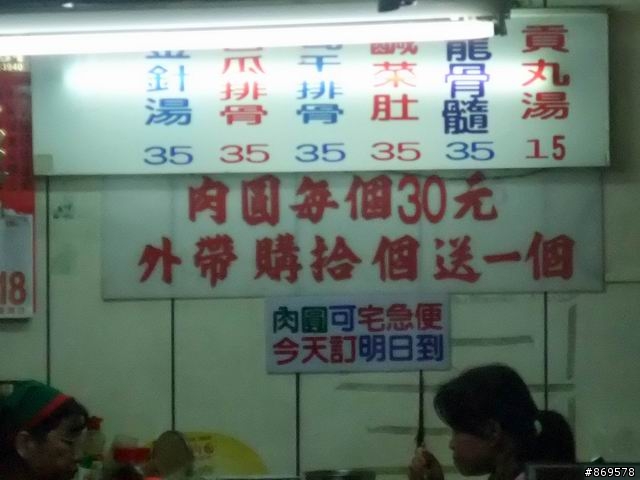 貢丸湯 15
龍骨髓 35
鹹菜肚 35
排骨 35
排骨 35
金針湯 35
肉圓每個30元
外帶購拾個送一個
肉圓可宅急便
今天訂明日到
18
#869578